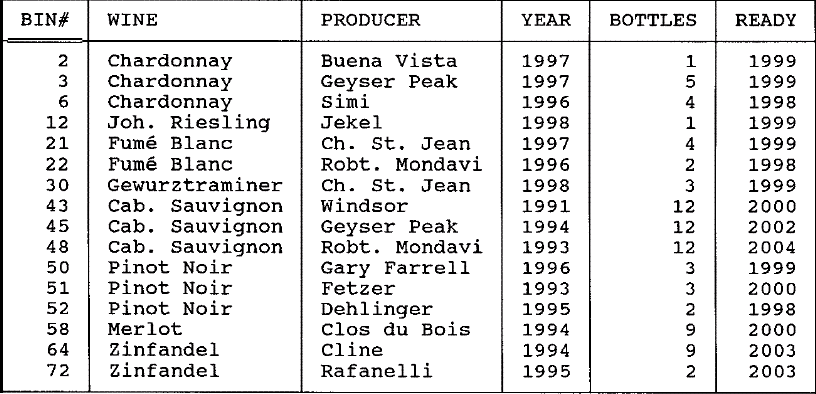 BIN# WINE PRODUCER YEAR BOTTLES READY
2 Chardonnay Buena Vista 1997 1 1999
3 Chardonnay Geyser Peak 1997 5 1999
6 Chardonnay Simi 1996 4 1998
12 Joh. Riesling Jekel 1998 1 1999
21 Fumé Blanc Ch. St. Jean 1997 4 1999
22 Fumé Blanc Robt. Mondavi 1996 2 1998
30 Gewurztraminer Ch. St. Jean 1998 3 1999
43 Cab. Sauvignon Windsor 1991 12 2000
45 Cab. Sauvignon Geyser Peak 1994 12 2002
48 Cab. Sauvignon Robt. Mondavi 1993 12 2004
50 Pinot Noir Gary Farrell 1996 3 1999
51 Pinot Noir Fetzer 1993 3 2000
52 Pinot Noir Dehlinger 1995 2 1998
58 Merlot Clos du Bois 1994 9 2000
64 Zinfandel Cline 1994 9 2003
72 Zinfandel Rafanelli 1995 2 2003